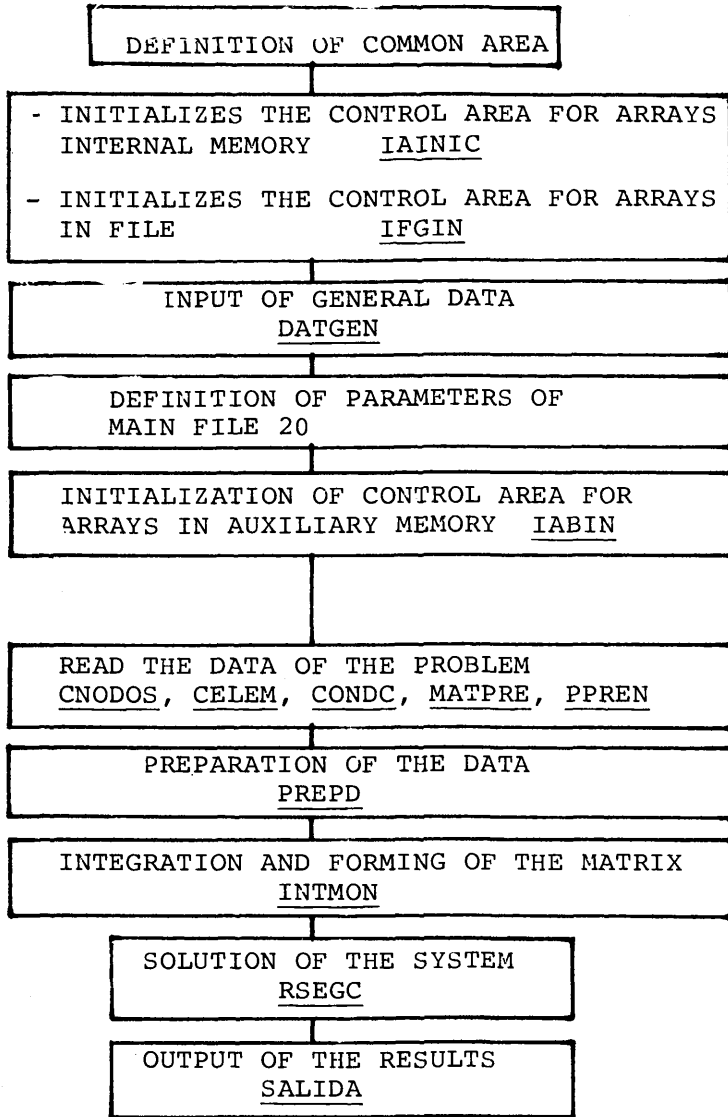 DEFINITION OF COMMON AREA
- INITIALIZES THE CONTROL AREA FOR ARRAYS
INTERNAL MEMORY IAINIC
- INITIALIZES THE CONTROL AREA FOR ARRAYS
IN FILE IFGIN
INPUT OF GENERAL DATA
DATGEN
DEFINITION OF PARAMETERS OF
MAIN FILE 20
INITIALIZATION OF CONTROL AREA FOR
ARRAYS IN AUXILIARY MEMORY IABIN
READ THE DATA OF THE PROBLEM
CNODOS, CELEM, CONDC, MATPRE, PPREN
PREPARATION OF THE DATA
PREPD
INTEGRATION AND FORMING OF THE MATRIX
INTMON
SOLUTION OF THE SYSTEM
RSEGC
OUTPUT OF THE RESULTS
SALIDA